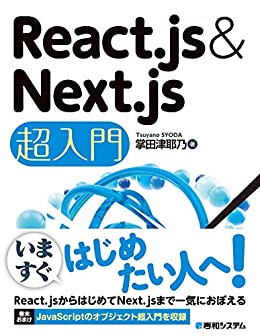 React.js &
Next.js
Tsuyano SYODA
超入門 掌田津耶乃 著
いま
すぐ
はじめ
たい人へ!
React.jsからはじめてNext.jsまで一気におぼえる
巻末
おまけ
JavaScriptのオブジェクト超入門を収録
秀和システム